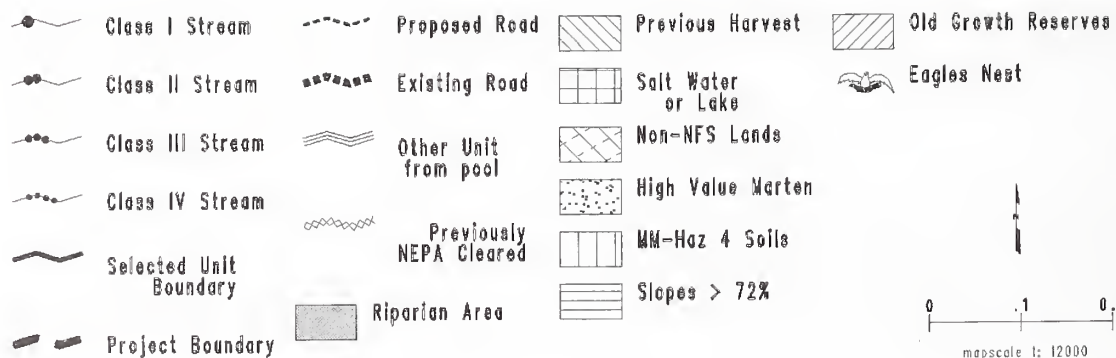 Class I Stream
Class II Stream
Class III Stream
Class IV Stream
Selected Unit
Boundary
Project Boundary
Proposed Road
Existing Road
Other Unit
from pool
Previously
NEPA Cleared
Riparian Area
Previous Harvest
Salt Water
or Lake
Non-NFS Lands
High Value Marten
MM-Haz 4 Soils
Slopes > 72%
Old Growth Reserves
Eagles Nest
0 .1 0.
mapscale 1: 12000